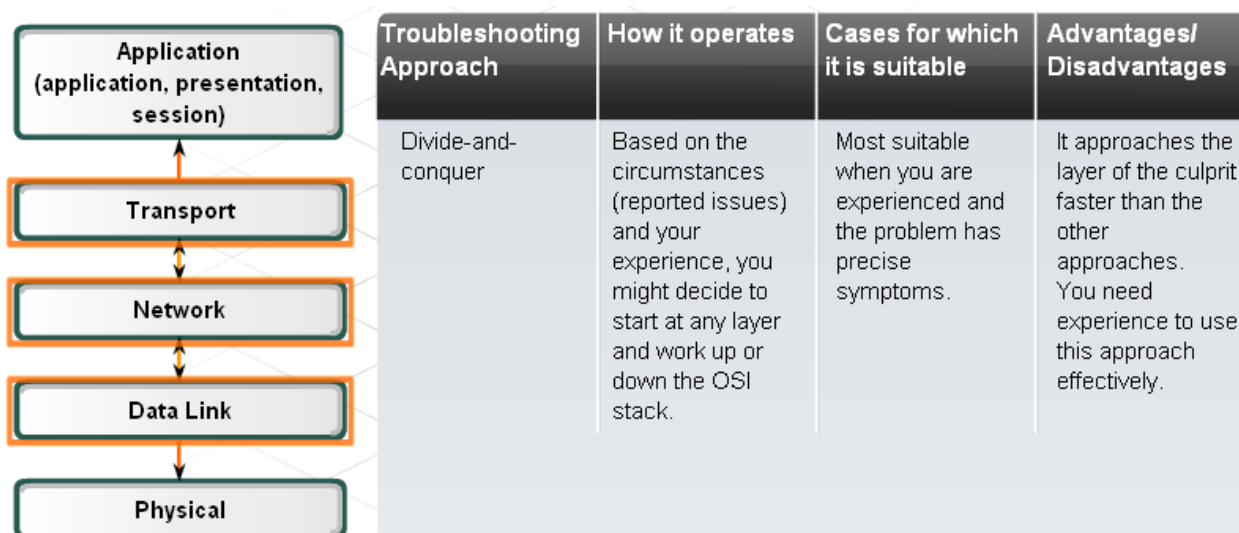 Application
(application, presentation,
session)
Transport
Network
Data Link
Physical
Troubleshooting
Approach
How it operates
Cases for which
it is suitable
Advantages/
Disadvantages
Divide-and-
conquer
Based on the
circumstances
(reported issues)
and your
experience, you
might decide to
start at any layer
and work up or
down the OSI
stack.
Most suitable
when you are
experienced and
the problem has
precise
symptoms.
It approaches the
layer of the culprit
faster than the
other
approaches.
You need
experience to use
this approach
effectively.